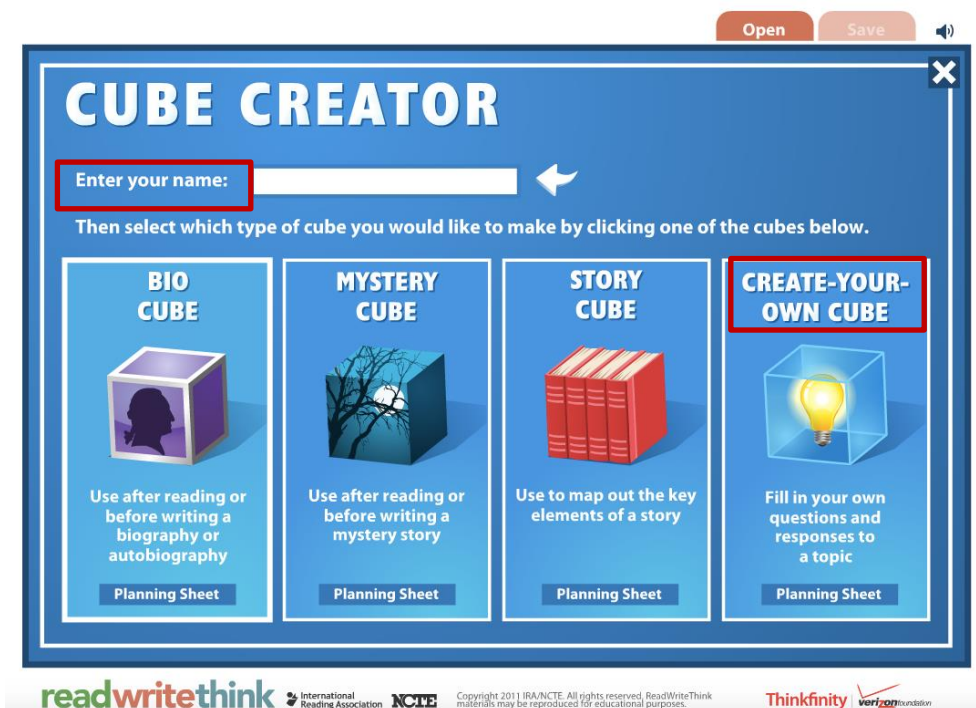 Open
Save
CUBE CREATOR
Enter your name:
Then select which type of cube you would like to make by clicking one of the cubes below.
BIO
CUBE
Use after reading or
before writing a
biography or
autobiography
Planning Sheet
MYSTERY
CUBE
Use after reading or
before writing a
mystery story
Planning Sheet
STORY
CUBE
Use to map out the key
elements of a story
Planning Sheet
CREATE-YOUR-
OWN CUBE
Fill in your own
questions and
responses to
a topic
Planning Sheet
readwritethink
International
Reading Association
NCTE
Copyright 2011 IRA/NCTE. All rights reserved. ReadWriteThink
materials may be reproduced for educational purposes.
Thinkfinity
verizonfoundation